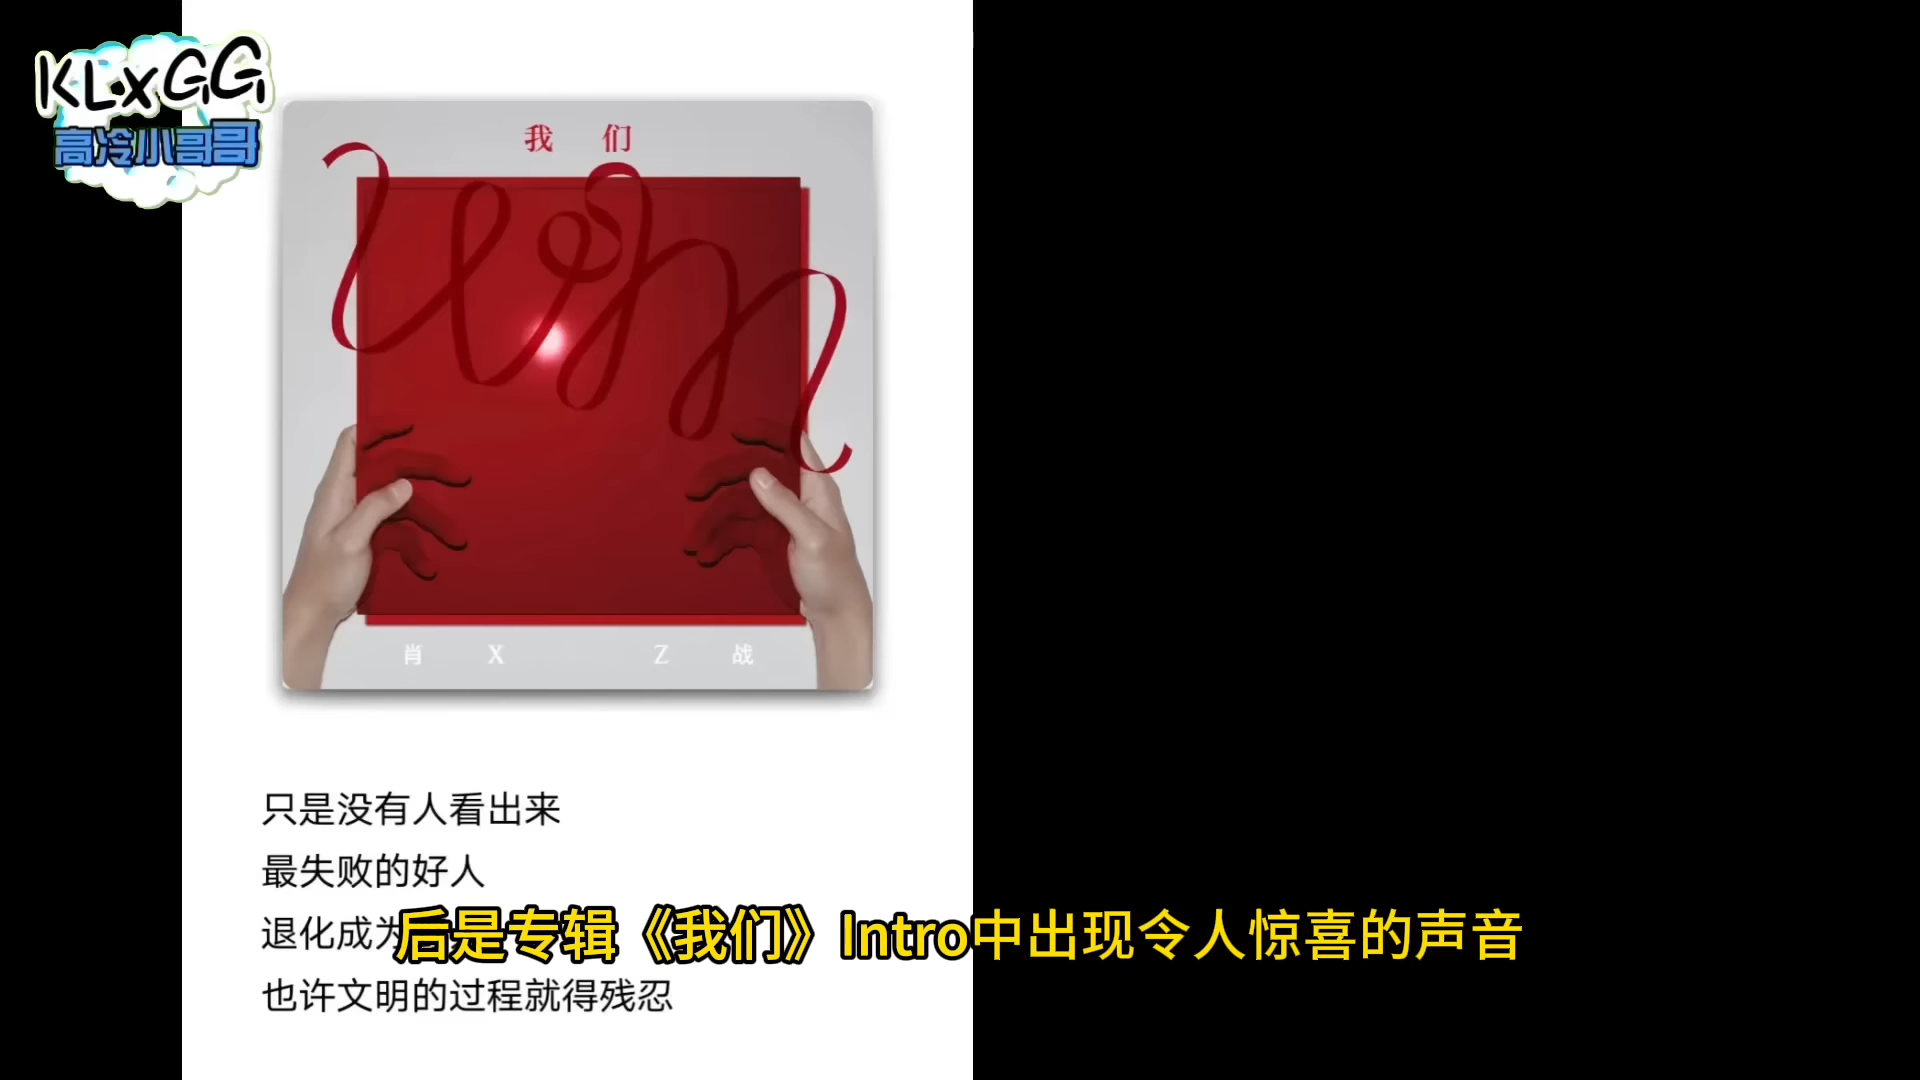 KLxGG
高冷小哥哥
我 们
WOMEN
肖 X Z 战
只是没有人看出来
最失败的好人
退化成为
后是专辑《我们》Intro中出现令人惊喜的声音
也许文明的过程就得残忍